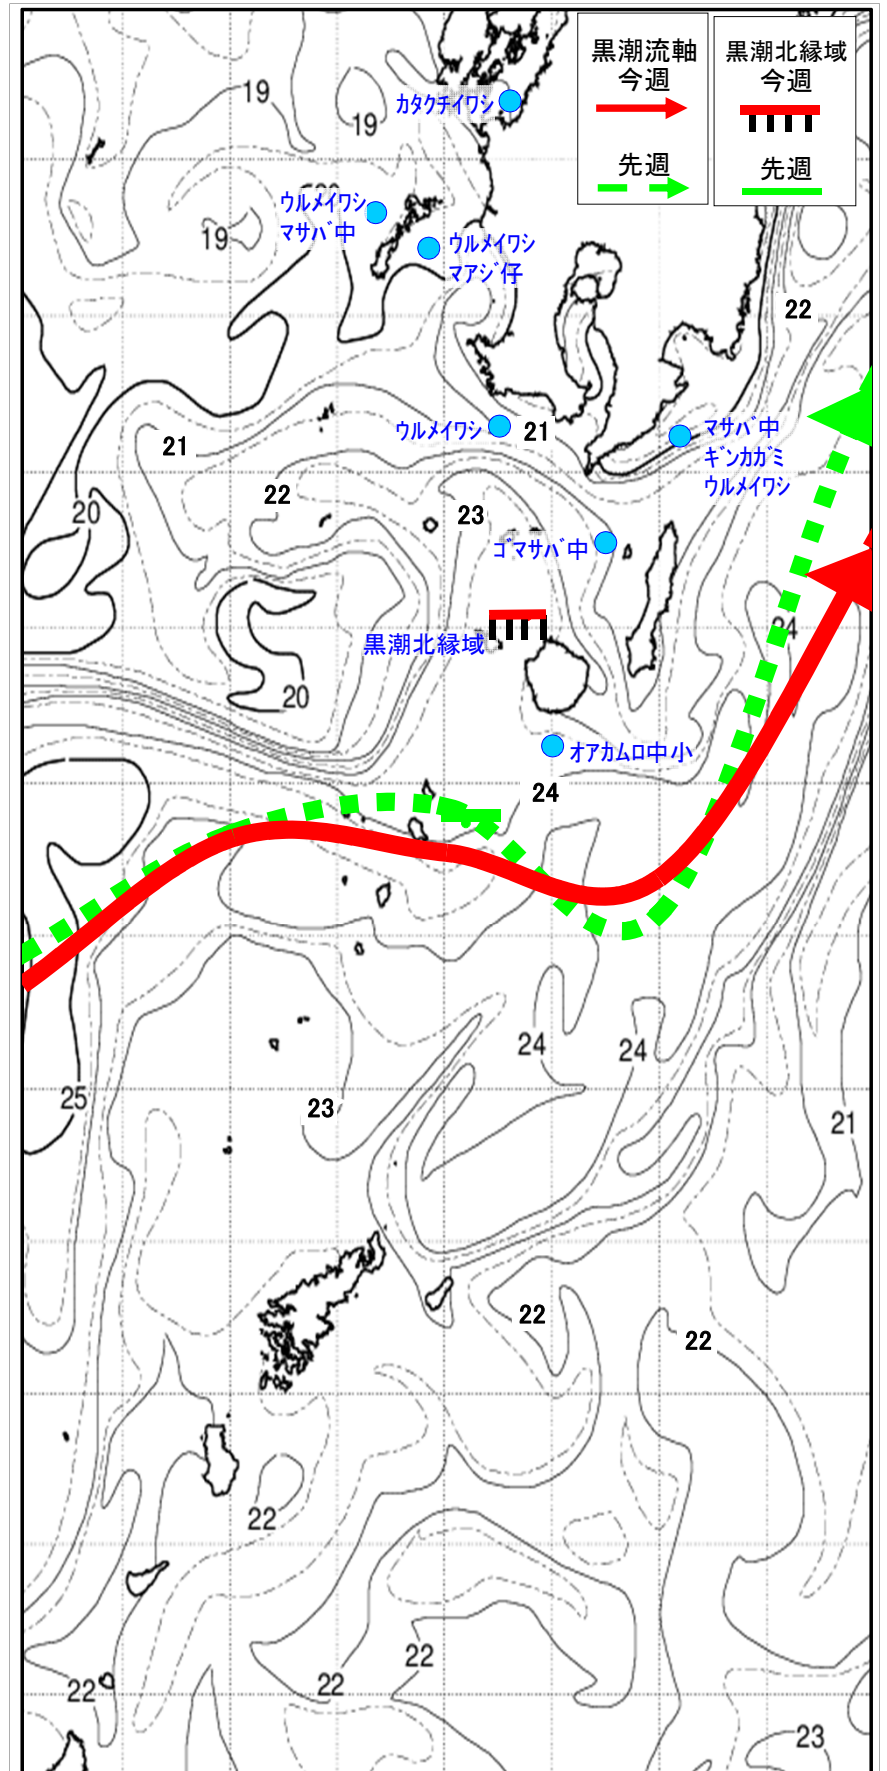 黒潮流軸
今週
先週
黒潮北縁域
今週
先週
19
19
19
ｶﾀｸﾁｲﾜｼ
ｳﾙﾒｲﾜｼ
ﾏｻﾊﾞ中
ｳﾙﾒｲﾜｼ
ﾏｱｼﾞ仔
22
ｳﾙﾒｲﾜｼ
21
21
ﾏｻﾊﾞ中
ｷﾞﾝｶｶﾞﾐ
ｳﾙﾒｲﾜｼ
20
22
23
ｺﾞﾏｻﾊﾞ中
24
黒潮北縁域
20
ｵｱｶﾑﾛ中小
24
24
24
25
23
21
22
22
22
22
22
22
23